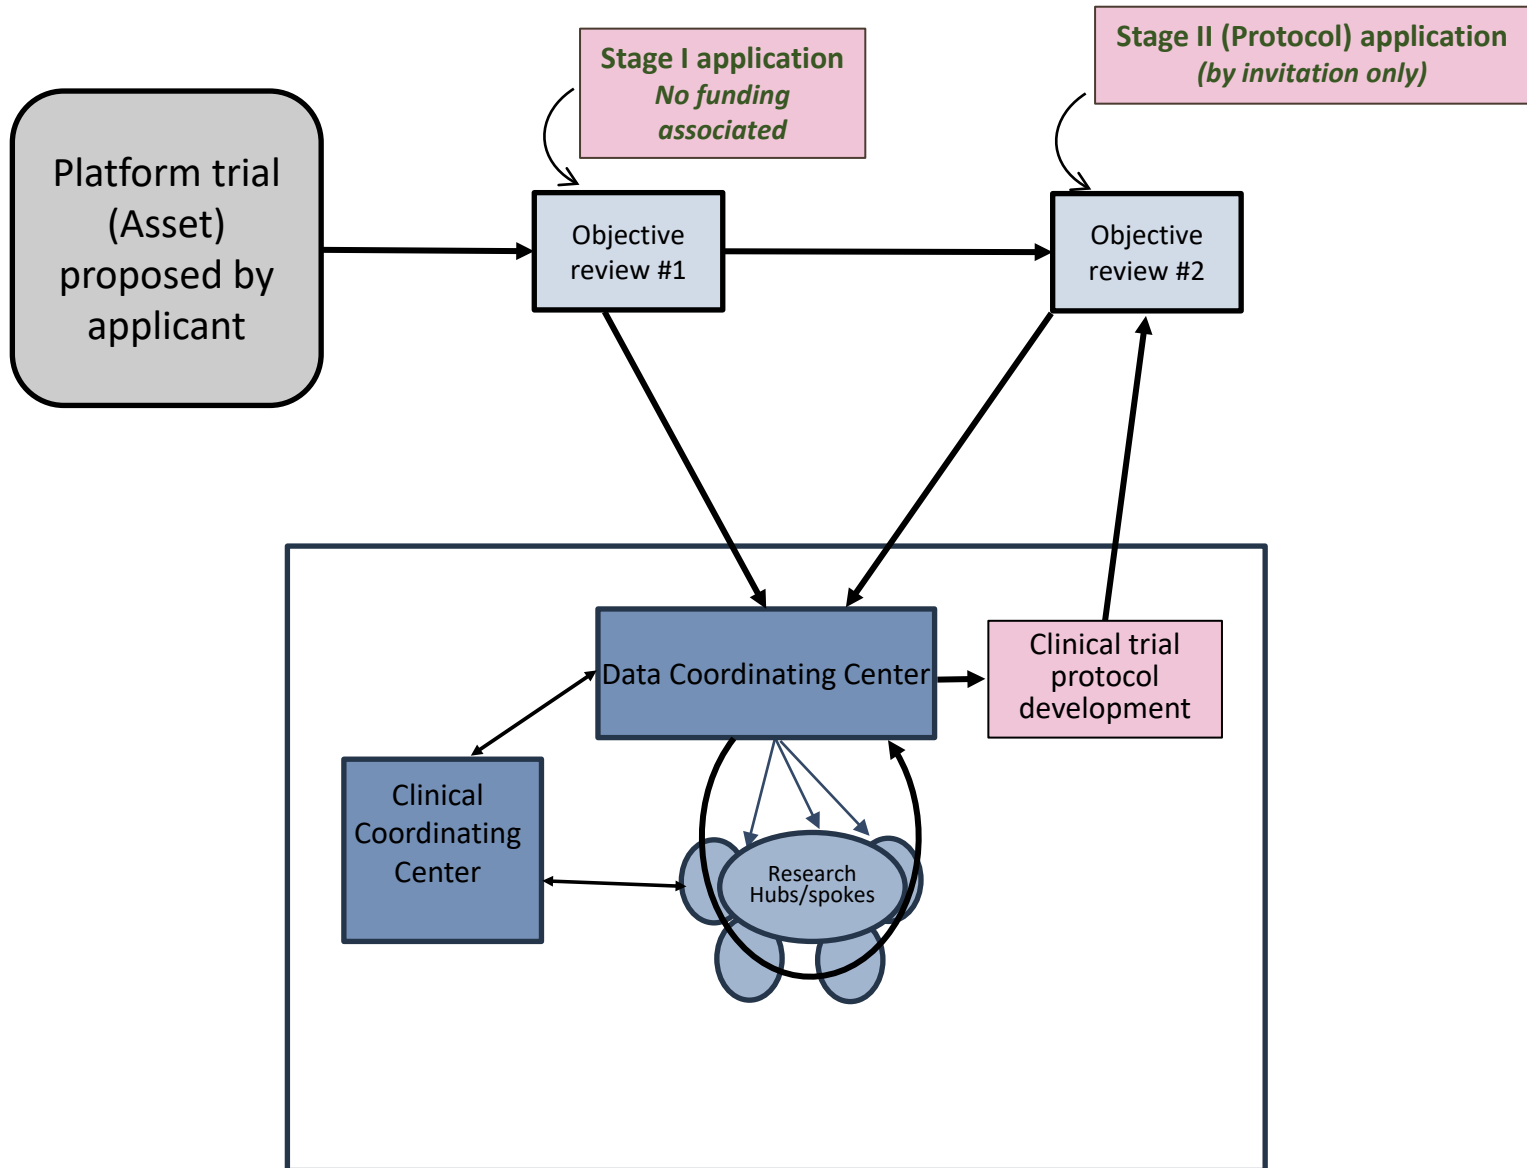 Stage I application
No funding
associated
Stage II (Protocol) application
(by invitation only)
Platform trial
(Asset)
proposed by
applicant
Objective
review #1
Objective
review #2
Data Coordinating Center
Clinical trial
protocol
development
Clinical
Coordinating
Center
Research
Hubs/spokes